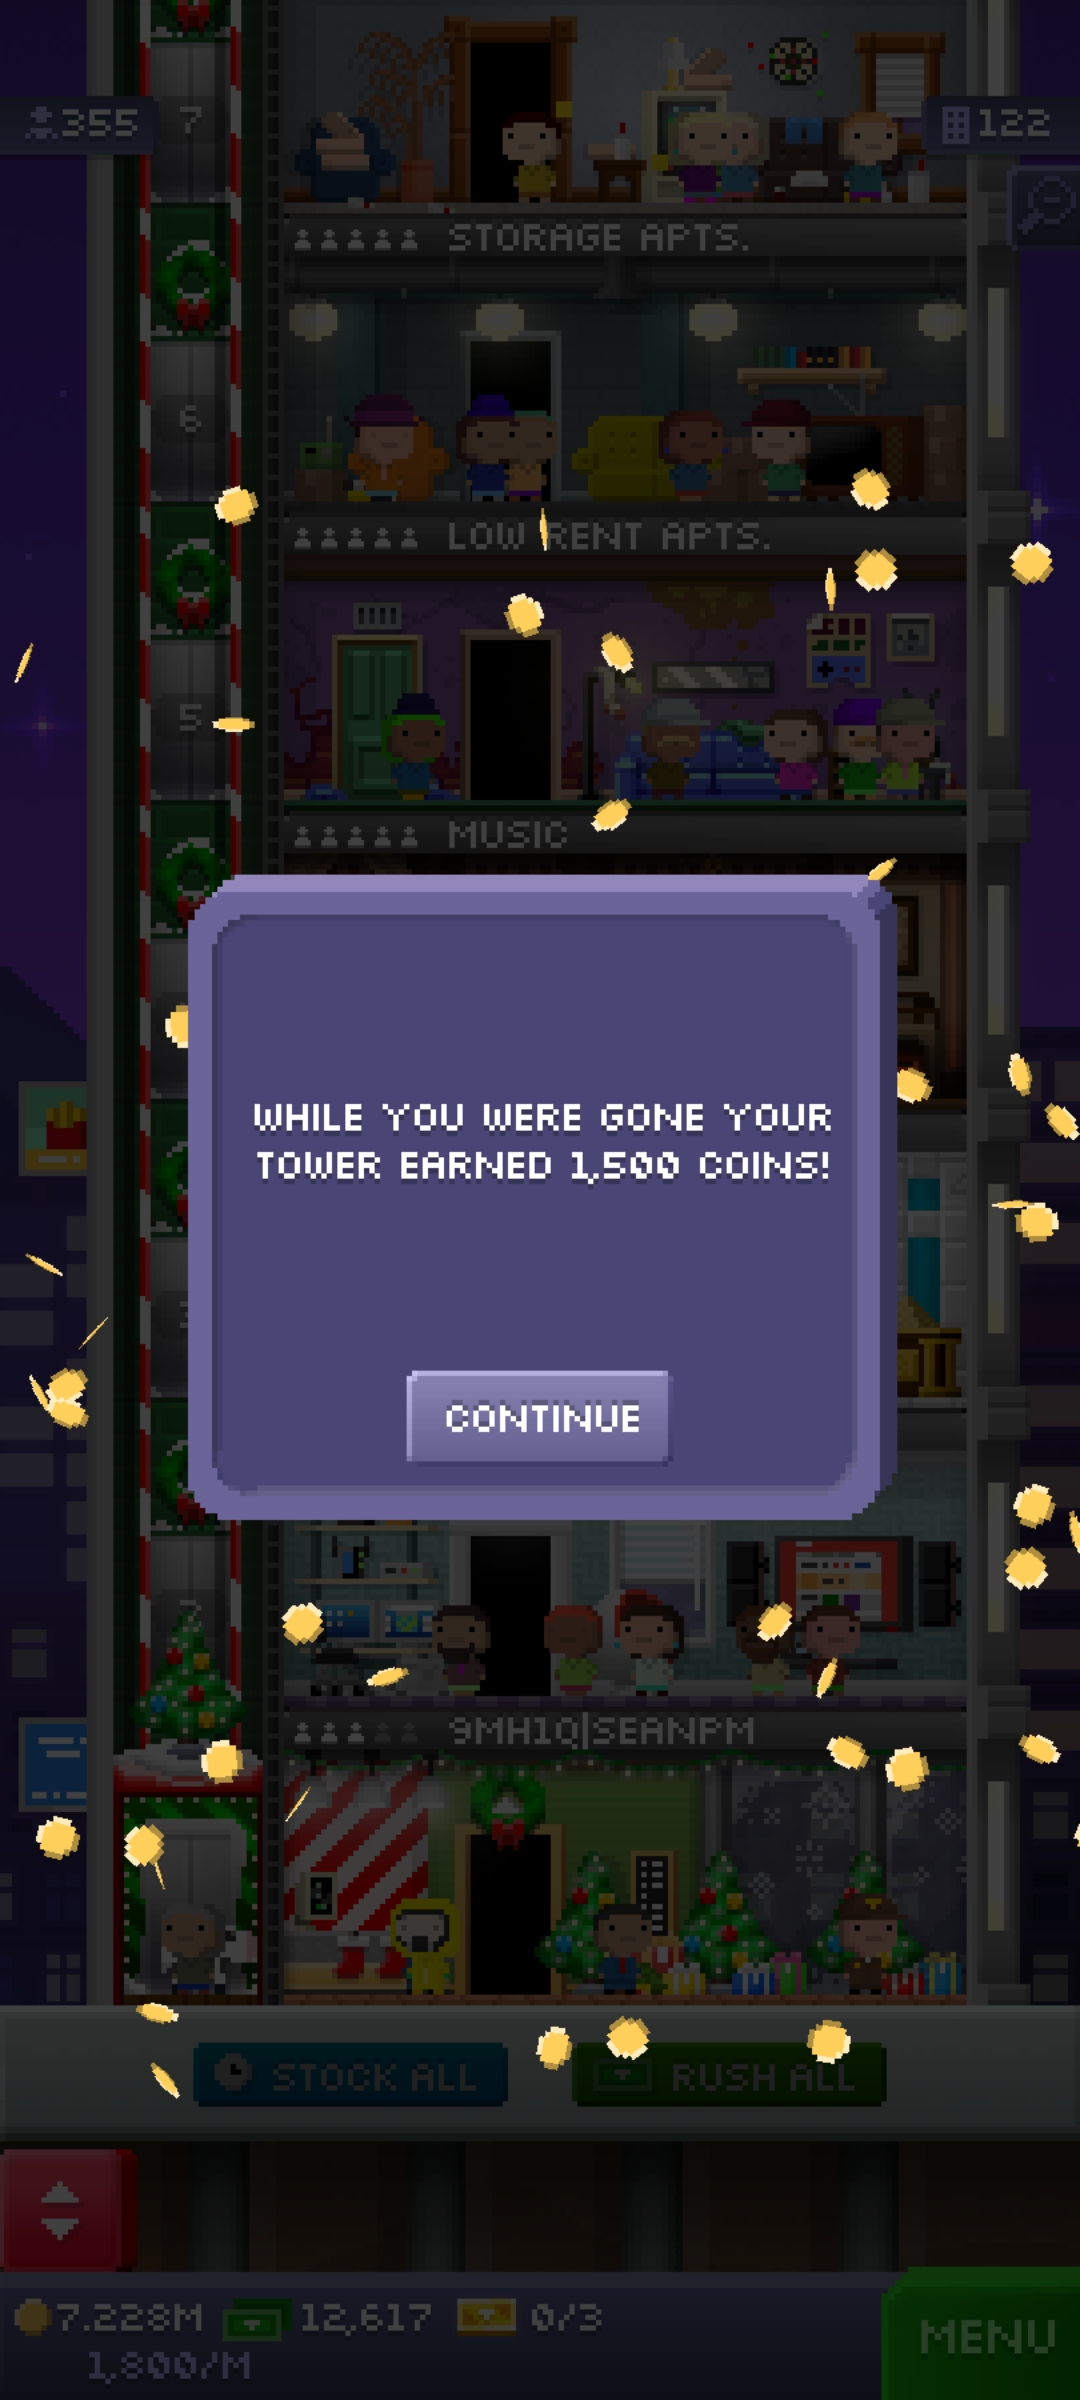 7
355
122
STORAGE APTS.
6
LOW RENT APTS.
5
MUSIC
WHILE YOU WERE GONE YOUR
TOWER EARNED 1,500 COINS!
CONTINUE
9MH1Q|SEANPM
STOCK ALL
RUSH ALL
7.228M
12,617
0/3
MENU
1,800/M